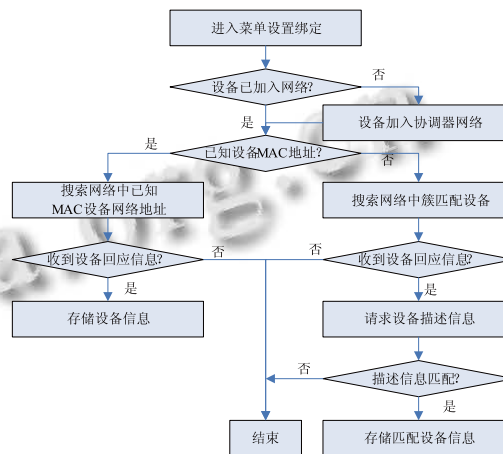 进入菜单设置绑定
设备已加入网络?
否
是
设备加入协调器网络
已知设备MAC 地址?
是
否
搜索网络中已知
MAC设备网络地址
搜索网络中簇匹配设备
收到设备回应信息?
否
否
收到设备回应信息?
是
是
存储设备信息
请求设备描述信息
否
描述信息匹配?
是
结束
存储匹配设备信息